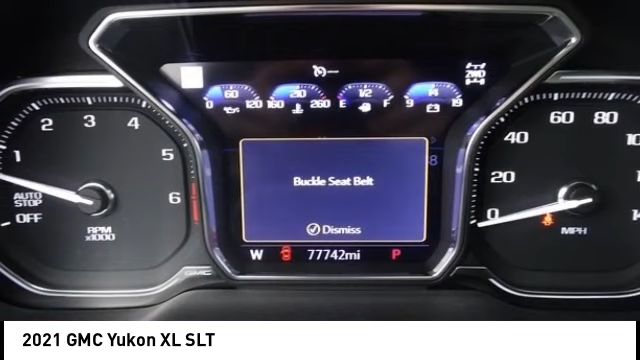 2WD
60
210
1/2
0 120 160 260 E F 9 19
1 2 3 4 5 6
AUTO
STOP
OFF
RPM
x1000
Buckle Seat Belt
Dismiss
8
W 77742mi P
GMC
0 20 40 60 80
MPH
2021 GMC Yukon XL SLT